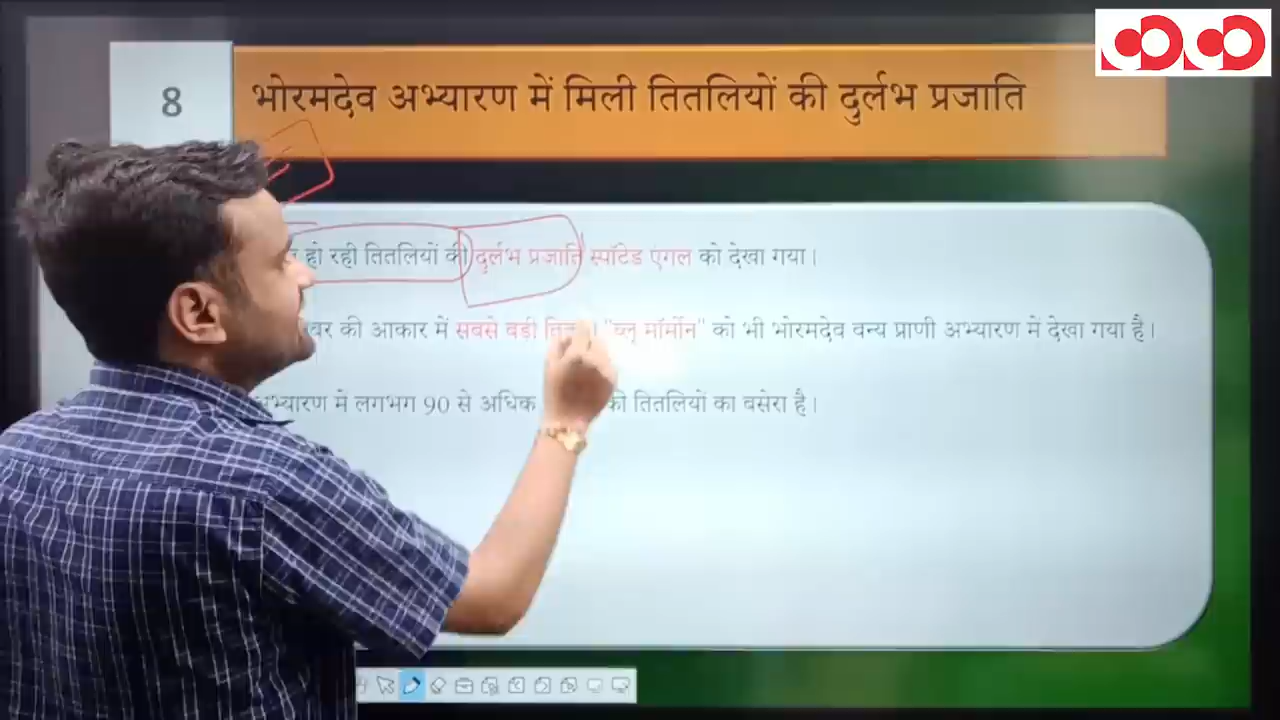 8
भोरमदेव अभ्यारण में मिली तितलियों की दुर्लभ प्रजाति
हो रही तितलियों की दुर्लभ प्रजाति स्पॉटेड एंगल को देखा गया।
की आकार में सबसे बड़ी "ब्लू मॉर्मोन" को भी भोरमदेव वन्य प्राणी अभ्यारण में देखा गया है।
अभ्यारण में लगभग 90 से अधिक की तितलियों का बसेरा है।